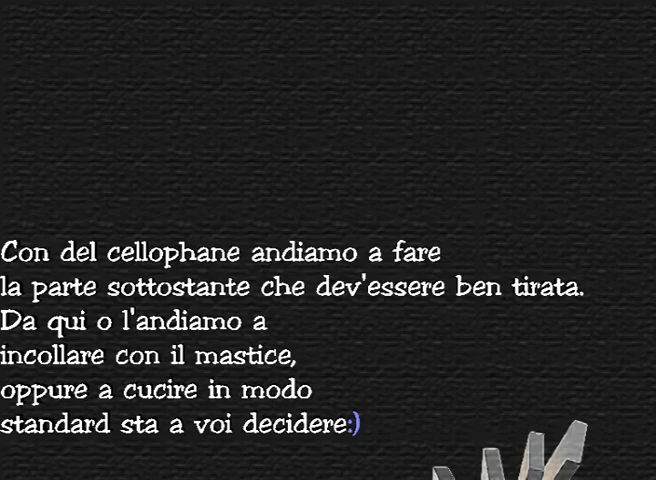 Con del cellophane andiamo a fare
la parte sottostante che dev'essere ben tirata.
Da qui o l'andiamo a
incollare con il mastice,
oppure a cucire in modo
standard sta a voi decidere:)